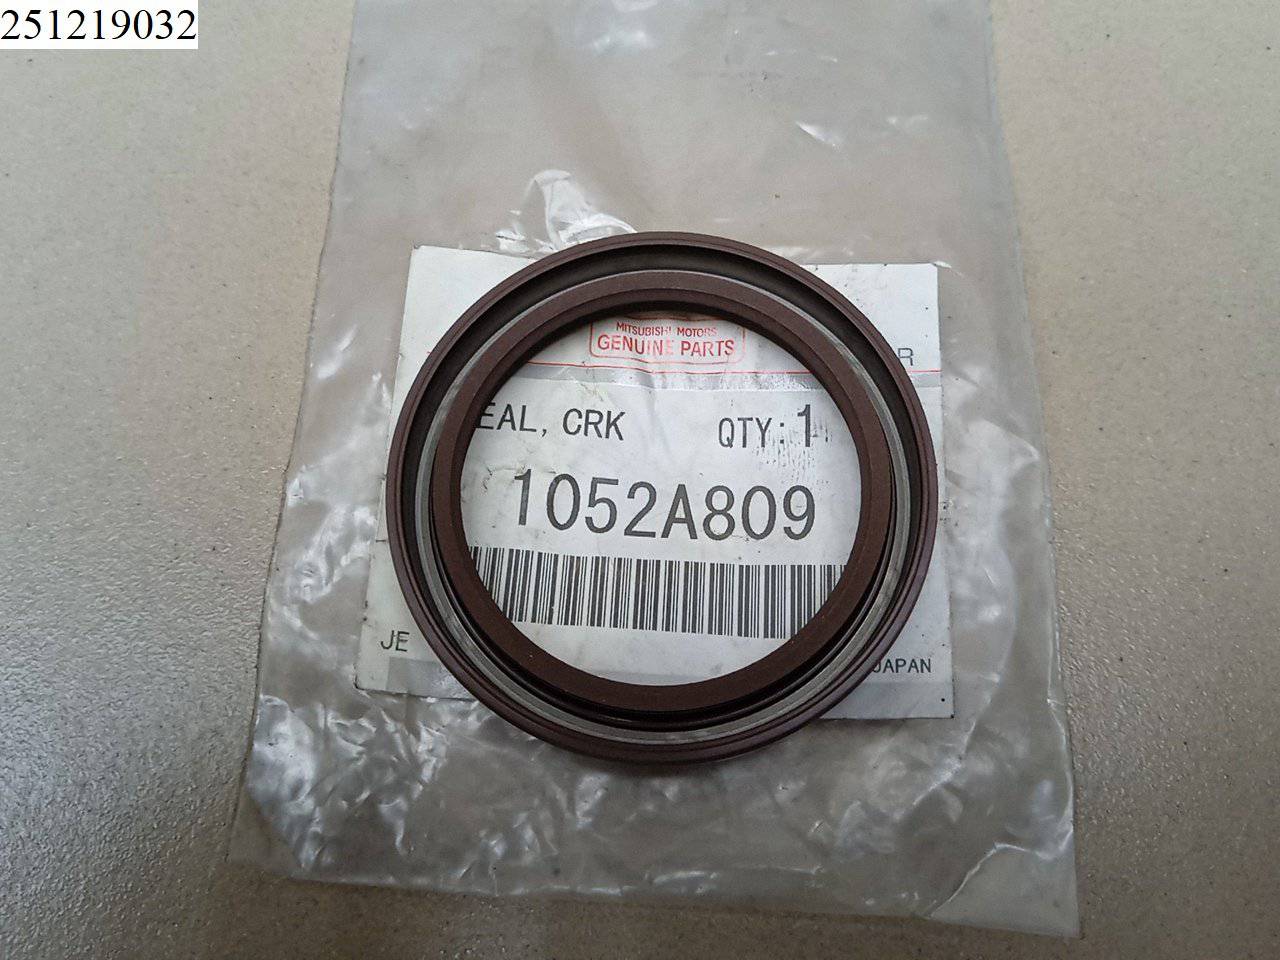 251219032
MITSUBISHI MOTORS
GENUINE PARTS
R
EAL, CRK QTY: 1
1052A809
JE JAPAN